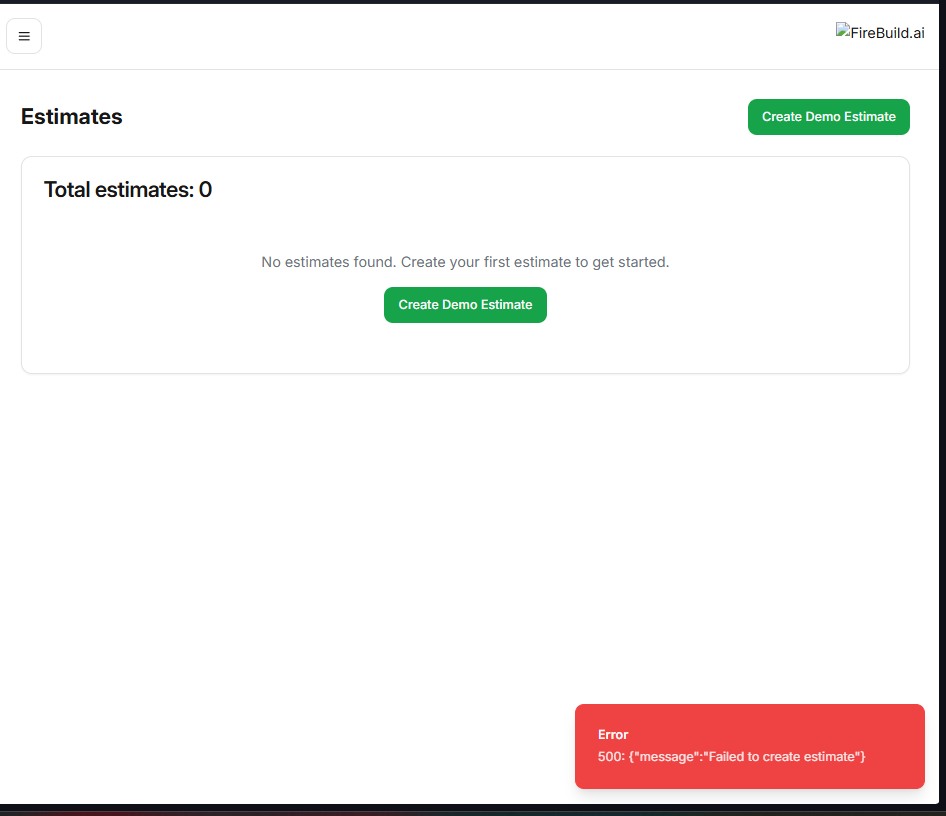 FireBuild.ai
Estimates
Create Demo Estimate
Total estimates: 0
No estimates found. Create your first estimate to get started.
Create Demo Estimate
Error
500: {"message":"Failed to create estimate"}